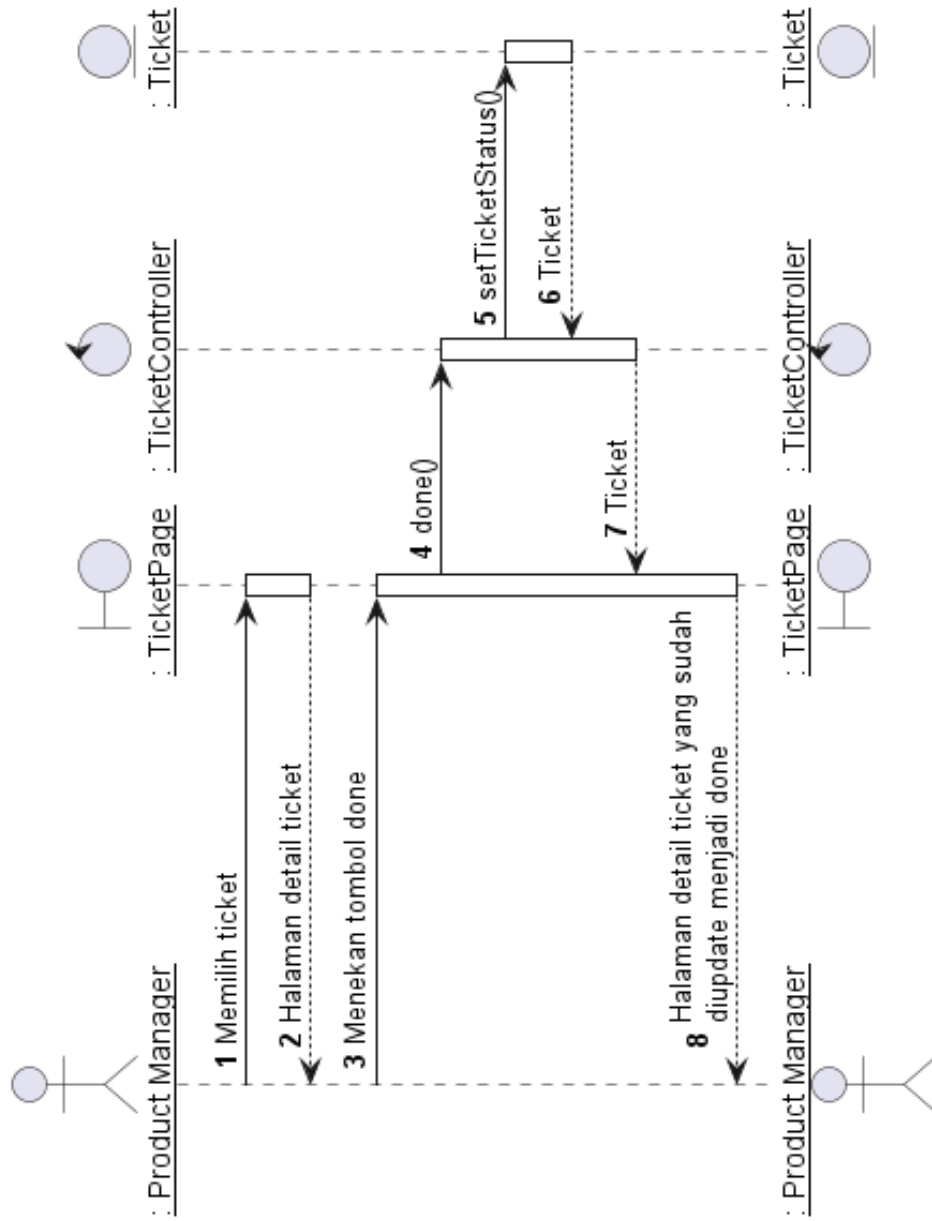 : Product Manager
: TicketPage
: TicketController
: Ticket
1 Memilih ticket
2 Halaman detail ticket
3 Menekan tombol done
4 done()
5 setTicketStatus()
6 Ticket
7 Ticket
Halaman detail ticket yang sudah
8 diupdate menjadi done
: Product Manager
: TicketPage
: TicketController
: Ticket